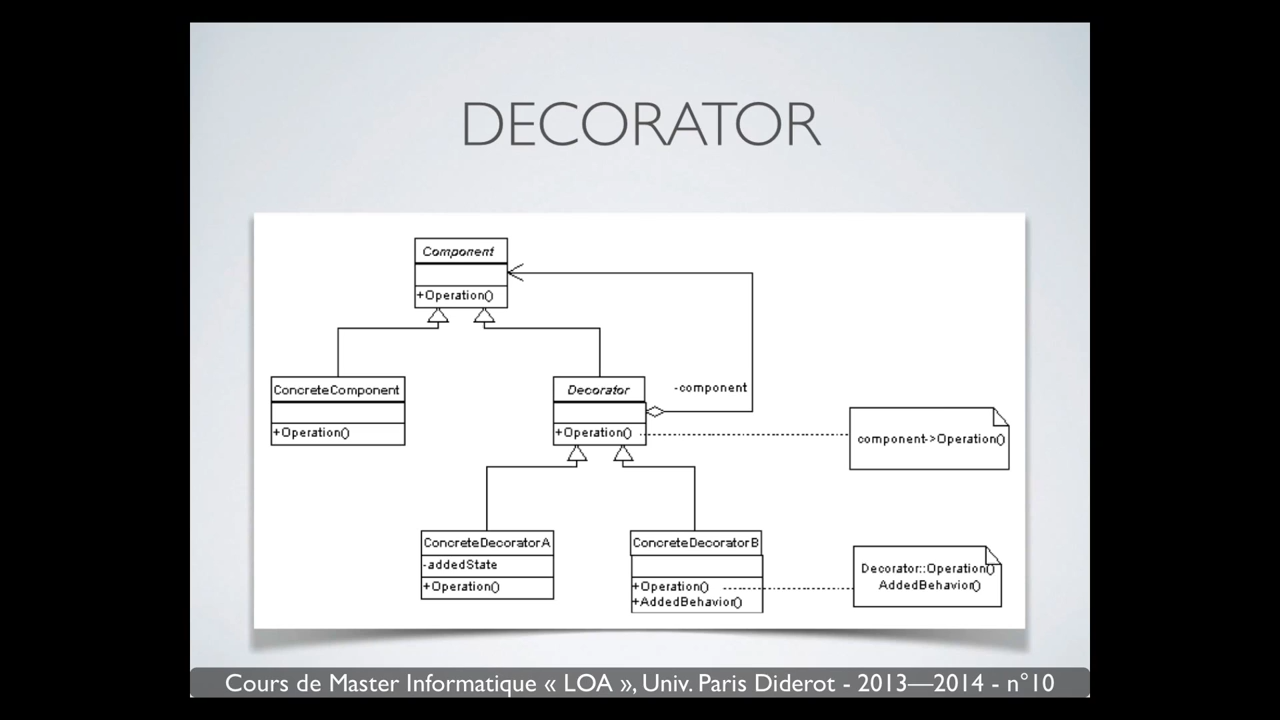 DECORATOR
Component
+Operation()
ConcreteComponent
+Operation()
Decorator
+Operation()
-component
component->Operation()
ConcreteDecoratorA
-addedState
+Operation()
ConcreteDecoratorB
+Operation()
+AddedBehavior()
Decorator::Operation()
AddedBehavior()
Cours de Master Informatique « LOA », Univ. Paris Diderot - 2013—2014 - n°10